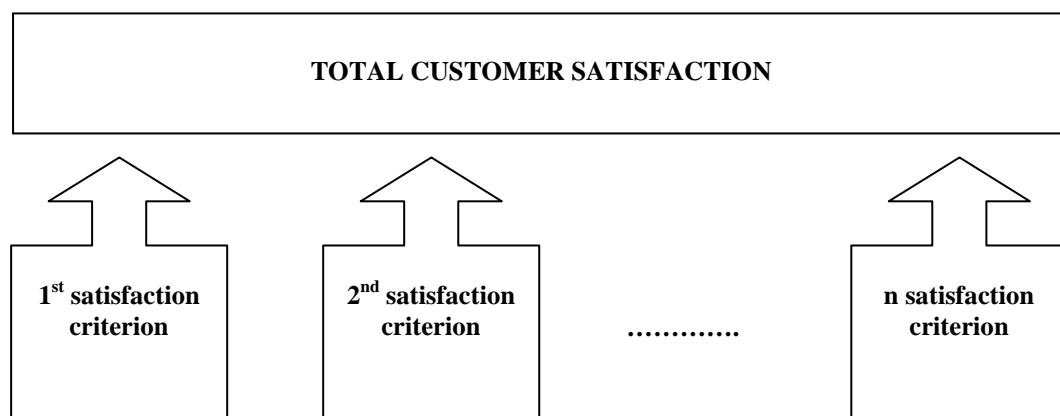 TOTAL CUSTOMER SATISFACTION
1st satisfaction
criterion
2nd satisfaction
criterion
.............
n satisfaction
criterion